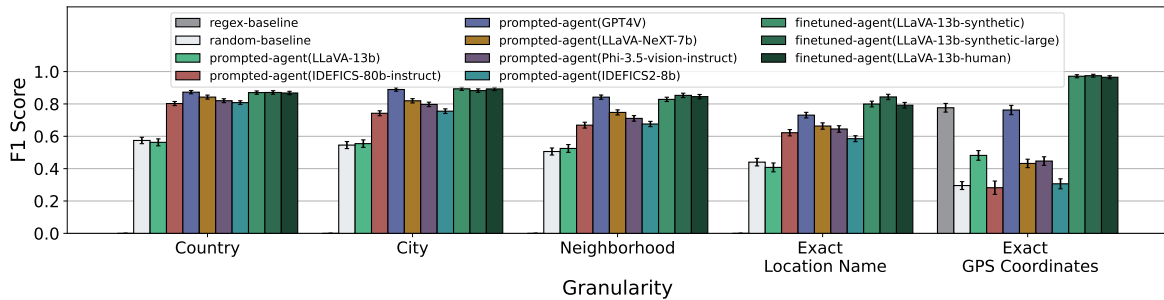 regex-baseline
random-baseline
prompted-agent(LLaVA-13b)
prompted-agent(IDEFICS-80b-instruct)
prompted-agent(GPT4V)
prompted-agent(LLaVA-NeXT-7b)
prompted-agent(Phi-3.5-vision-instruct)
prompted-agent(IDEFICS2-8b)
finetuned-agent(LLaVA-13b-synthetic)
finetuned-agent(LLaVA-13b-synthetic-large)
finetuned-agent(LLaVA-13b-human)
F1 Score
1.0
0.8
0.6
0.4
0.2
0.0
Country
City
Neighborhood
Exact
Location Name
Exact
GPS Coordinates
Granularity